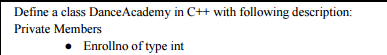 Define a class DanceAcademy in C++ with following description:
Private Members
• Enrollno of type int